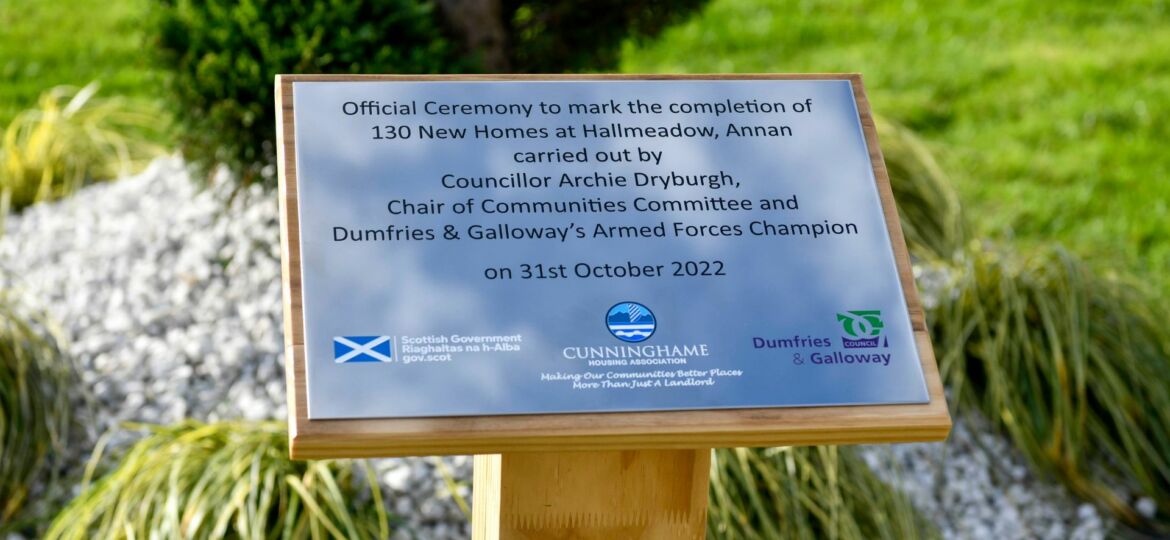 Official Ceremony to mark the completion of
130 New Homes at Hallmeadow, Annan
carried out by
Councillor Archie Dryburgh,
Chair of Communities Committee and
Dumfries & Galloway's Armed Forces Champion
on 31st October 2022
Scottish Government
Riaghaltas na h-Alba
gov.scot
CUNNINGHAME
HOUSING ASSOCIATION
Making Our Communities Better Places
More Than Just A Landlord
Dumfries
& Galloway
COUNCIL